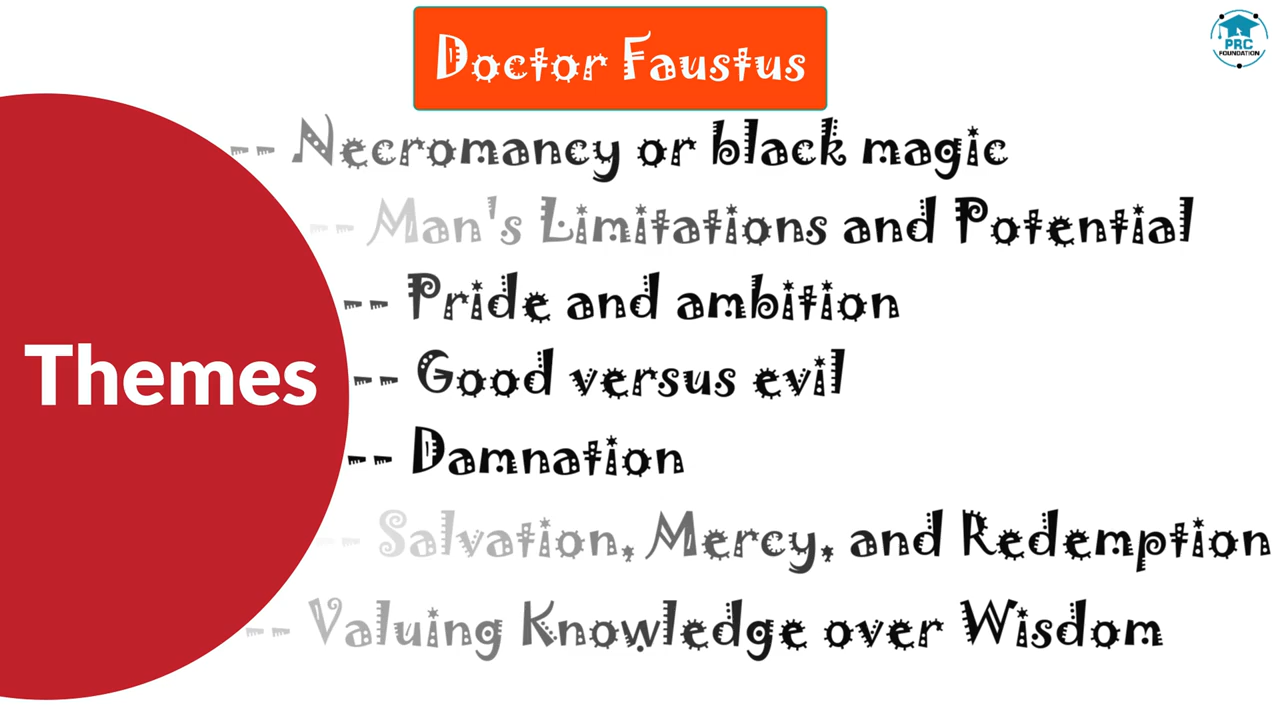 Doctor Faustus
PRC
FOUNDATION
-- Necromancy or black magic
-- Man's Limitations and Potential
-- Pride and ambition
Themes
-- Good versus evil
-- Damnation
-- Salvation, Mercy, and Redemption
-- Valuing Knowledge over Wisdom